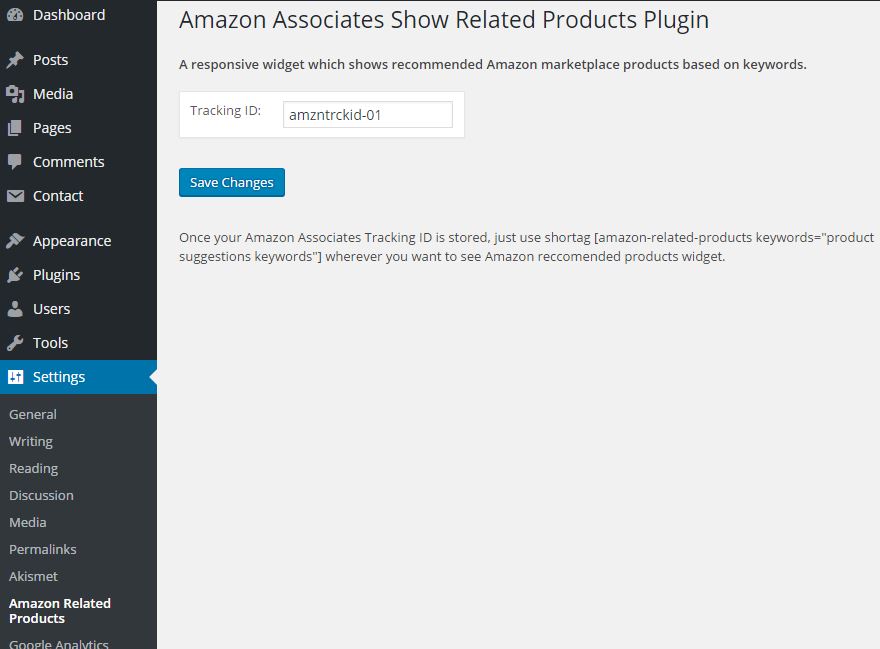 Dashboard
Posts
Media
Pages
Comments
Contact
Appearance
Plugins
Users
Tools
Settings
General
Writing
Reading
Discussion
Media
Permalinks
Akismet
Amazon Related
Products
Google Analytics
Amazon Associates Show Related Products Plugin
A responsive widget which shows recommended Amazon marketplace products based on keywords.
Tracking ID: amzntrckid-01
Save Changes
Once your Amazon Associates Tracking ID is stored, just use shortag [amazon-related-products keywords="product
suggestions keywords"] wherever you want to see Amazon reccomended products widget.